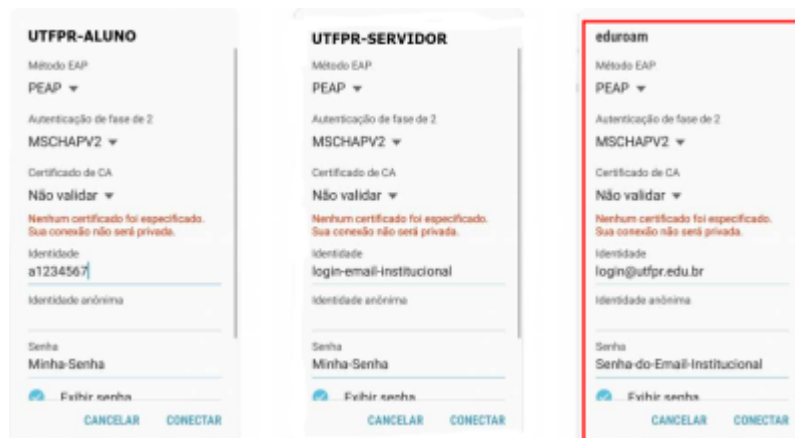 UTFPR-ALUNO
Método EAP
PEAP
Autenticação de fase de 2
MSCHAPV2
Certificado de CA
Não validar
Nenhum certificado foi especificado.
Sua conexão não será privada.
Identidade
a1234567
Identidade anônima
Senha
Minha-Senha
Exibir senha
CANCELAR CONECTAR
UTFPR-SERVIDOR
Método EAP
PEAP
Autenticação de fase de 2
MSCHAPV2
Certificado de CA
Não validar
Nenhum certificado foi especificado.
Sua conexão não será privada.
Identidade
login-email-institucional
Identidade anônima
Senha
Minha-Senha
Exibir senha
CANCELAR CONECTAR
eduroam
Método EAP
PEAP
Autenticação de fase de 2
MSCHAPV2
Certificado de CA
Não validar
Nenhum certificado foi especificado.
Sua conexão não será privada.
Identidade
login@utfpr.edu.br
Identidade anônima
Senha
Senha-do-Email-Institucional
Exibir senha
CANCELAR CONECTAR